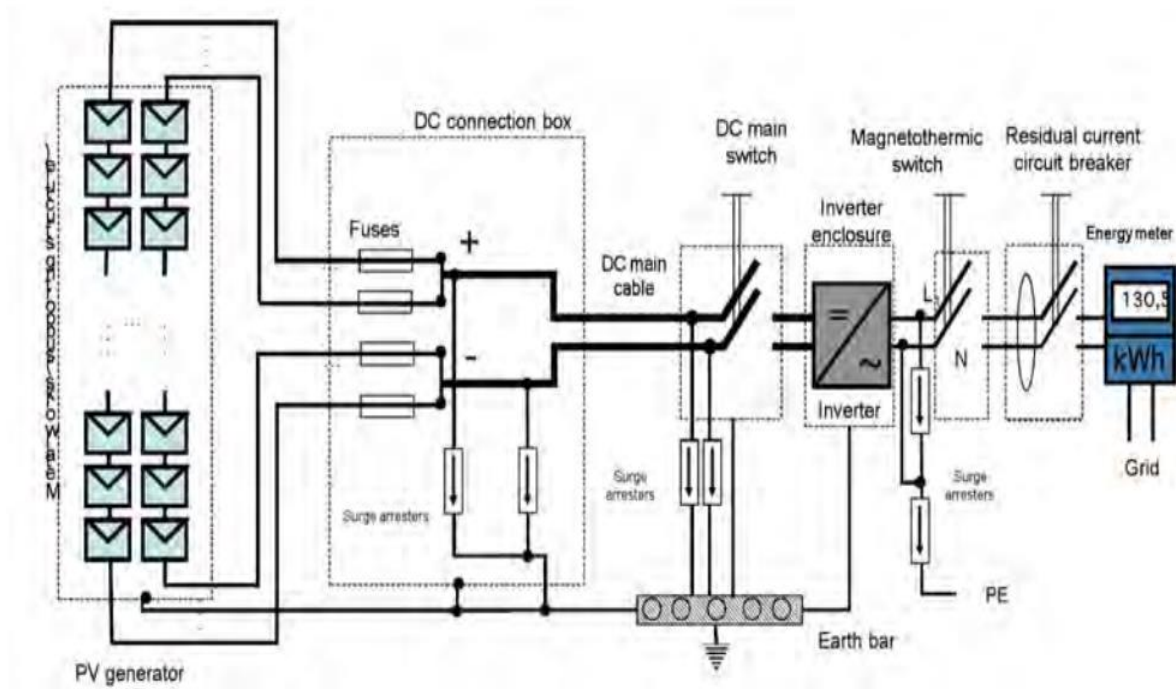 DC connection box
DC main
switch
Magnetothermic
switch
Residual current
circuit breaker
Fuses
+
-
DC main
cable
Inverter
enclosure
Energy meter
L
N
=
~
130,5
kWh
Inverter
Grid
Surge arresters
Surge
arresters
Surge
arresters
PE
Earth bar
PV generator